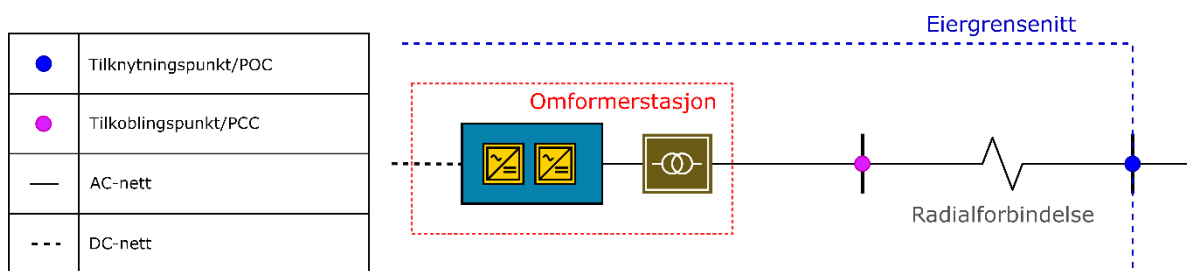 Eiergrensenitt
Tilknytningspunkt/POC
Tilkoblingspunkt/PCC
AC-nett
DC-nett
Omformerstasjon
Radialforbindelse